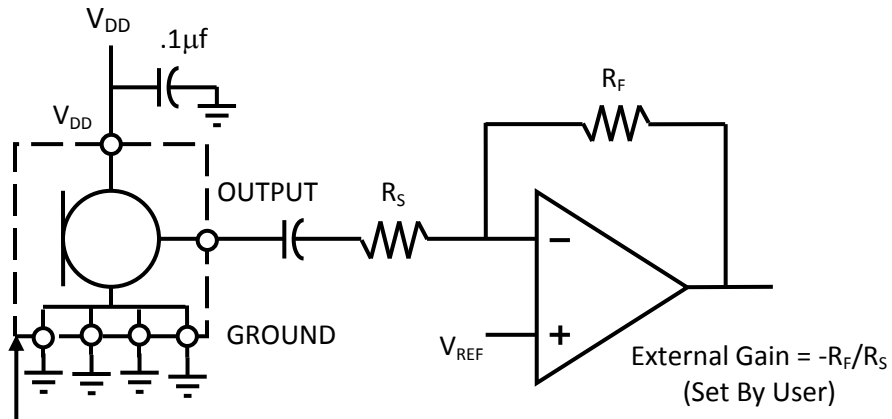 V_DD
.1μf
V_DD
R_F
OUTPUT
R_S
−
GROUND
V_REF
+
External Gain = -R_F/R_S
(Set By User)